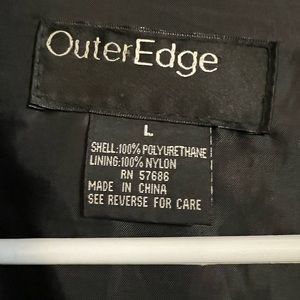 OuterEdge
L
SHELL:100% POLYURETHANE
LINING:100% NYLON
RN 57686
MADE IN CHINA
SEE REVERSE FOR CARE